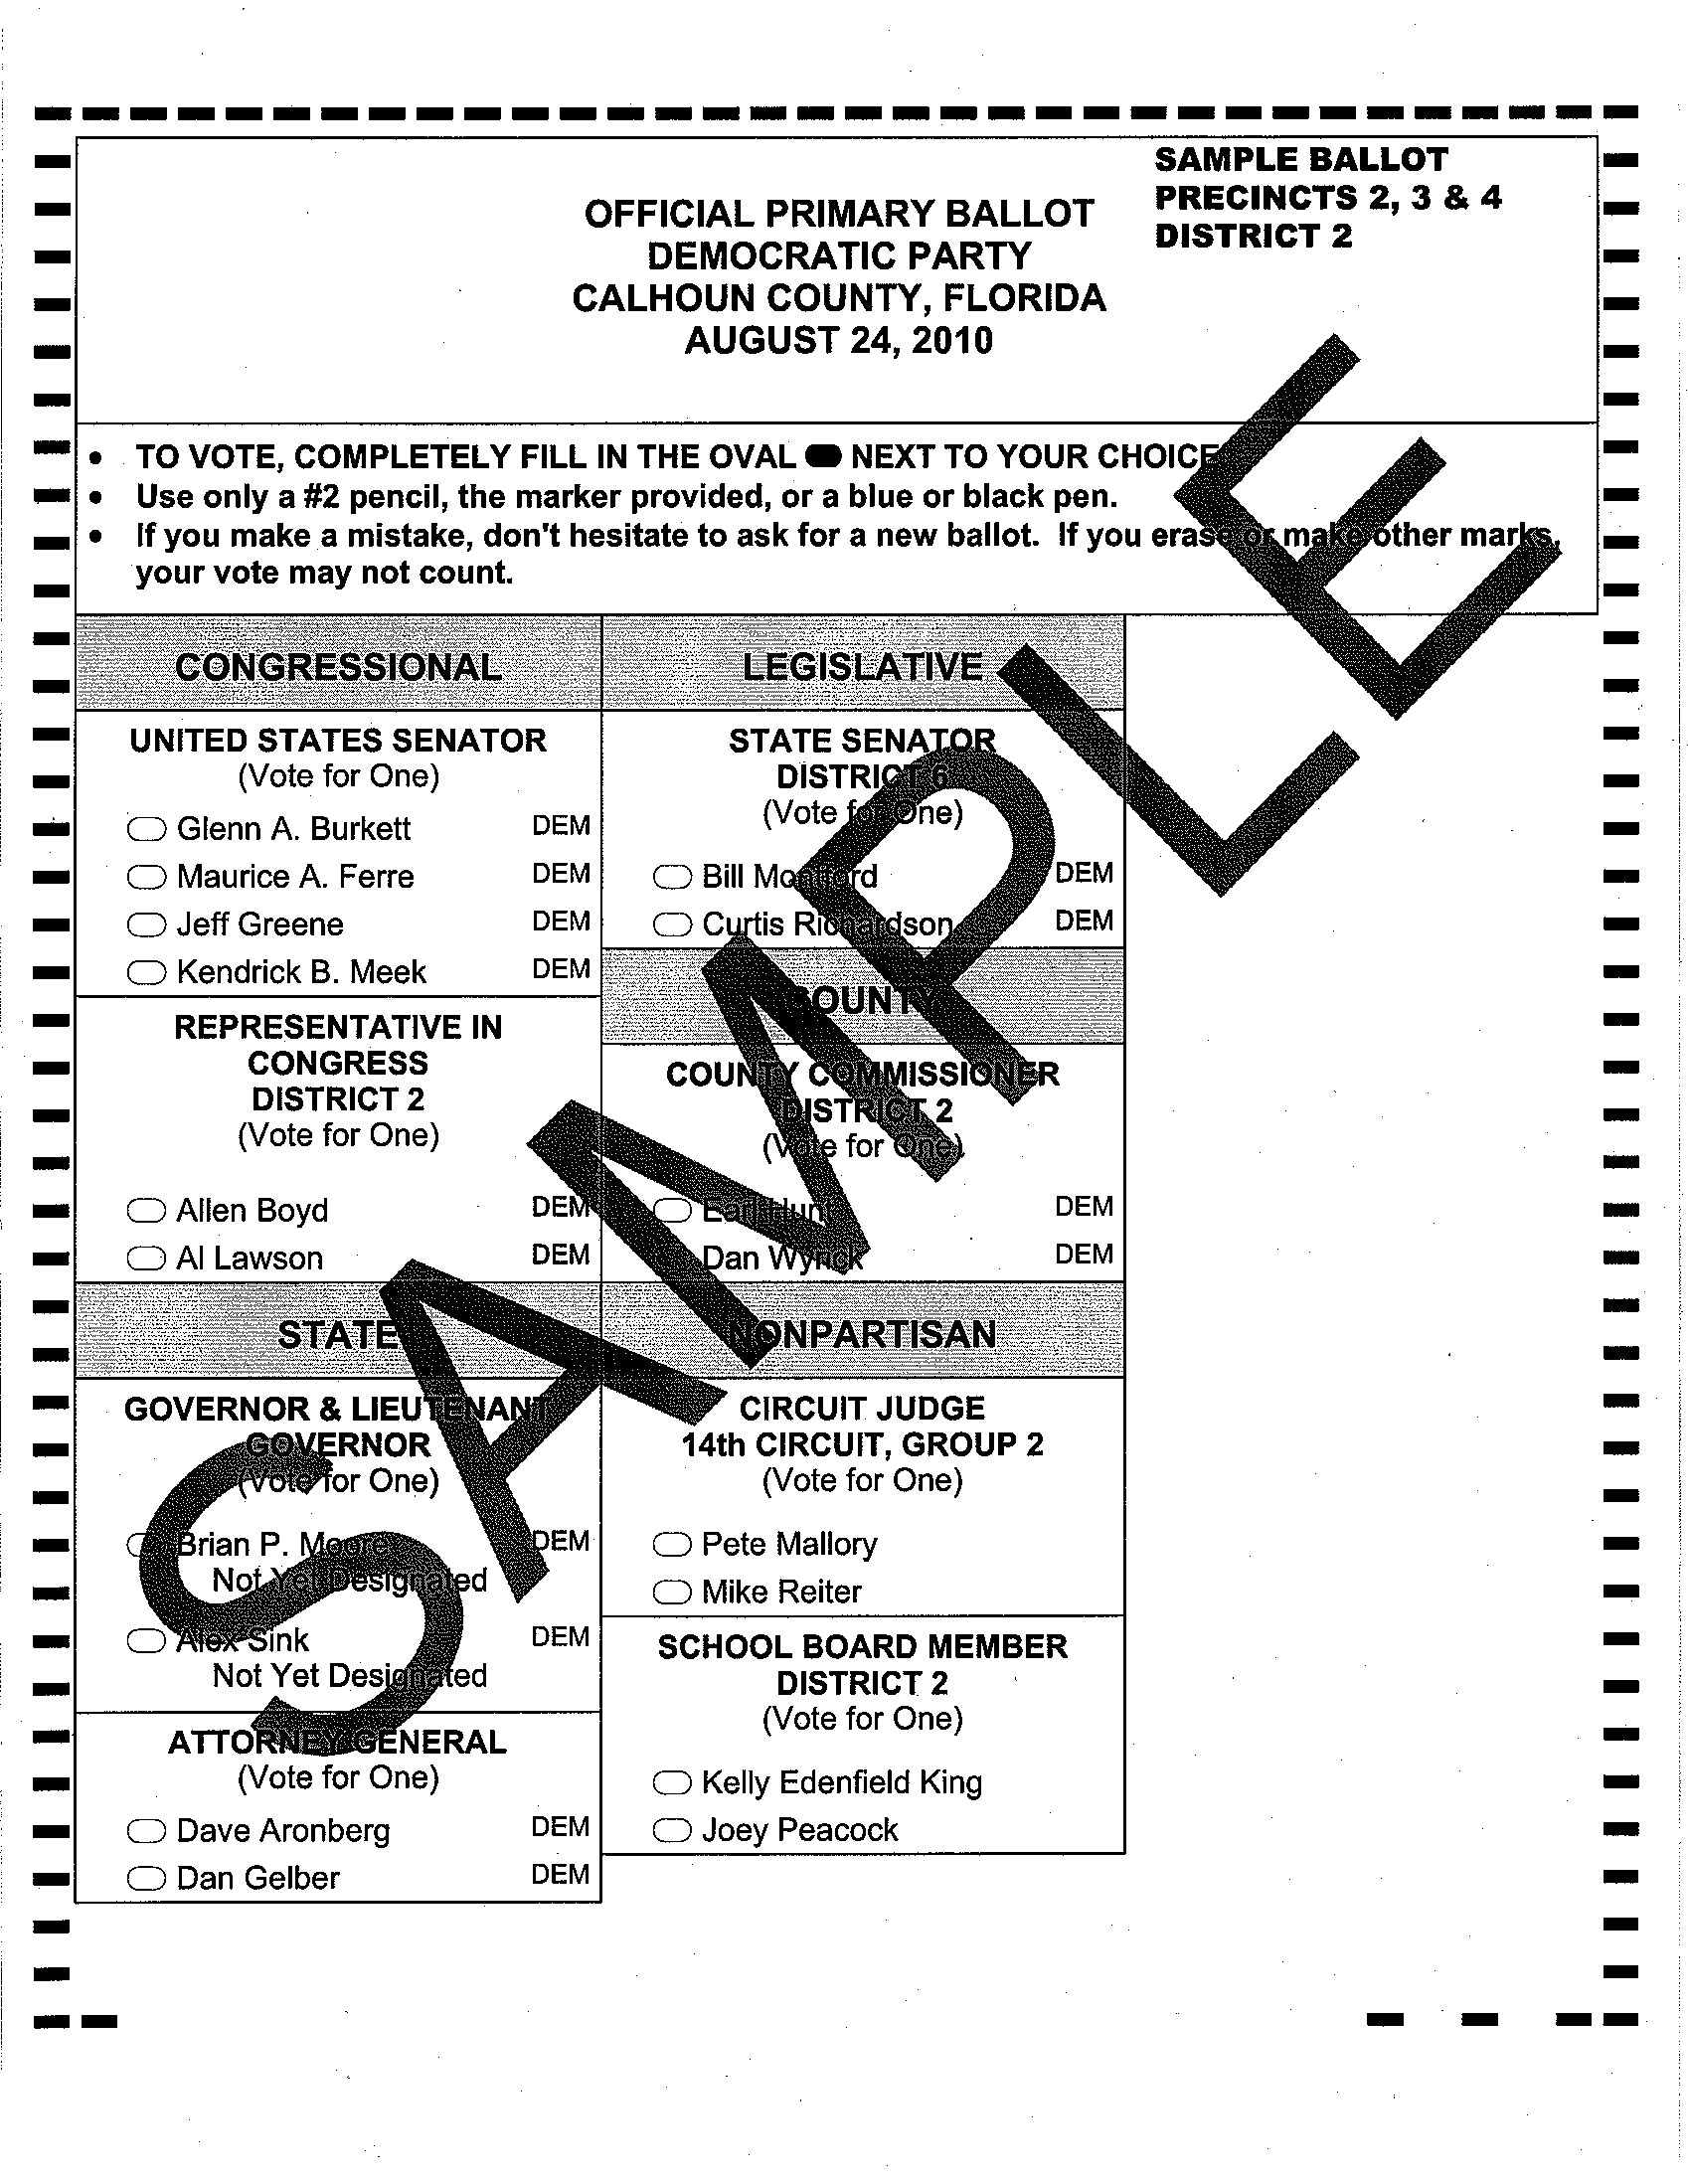 SAMPLE BALLOT
PRECINCTS 2, 3 & 4
DISTRICT 2
OFFICIAL PRIMARY BALLOT
DEMOCRATIC PARTY
CALHOUN COUNTY, FLORIDA
AUGUST 24, 2010
• TO VOTE, COMPLETELY FILL IN THE OVAL NEXT TO YOUR CHOICE
• Use only a #2 pencil, the marker provided, or a blue or black pen.
• If you make a mistake, don't hesitate to ask for a new ballot. If you erase or make other marks,
your vote may not count.
CONGRESSIONAL
UNITED STATES SENATOR
(Vote for One)
Glenn A. Burkett DEM
Maurice A. Ferre DEM
Jeff Greene DEM
Kendrick B. Meek DEM
REPRESENTATIVE IN
CONGRESS
DISTRICT 2
(Vote for One)
Allen Boyd DEM
Al Lawson DEM
STATE
GOVERNOR & LIEUTENANT
GOVERNOR
(Vote for One)
Brian P. Moore DEM
Not Yet Designated
Alex Sink DEM
Not Yet Designated
ATTORNEY GENERAL
(Vote for One)
Dave Aronberg DEM
Dan Gelber DEM
LEGISLATIVE
STATE SENATOR
DISTRICT 6
(Vote for One)
Bill Montford DEM
Curtis Richardson DEM
COUNTY
COUNTY COMMISSIONER
DISTRICT 2
(Vote for One)
Earl Hunt DEM
Dan Wyrick DEM
NONPARTISAN
CIRCUIT JUDGE
14th CIRCUIT, GROUP 2
(Vote for One)
Pete Mallory
Mike Reiter
SCHOOL BOARD MEMBER
DISTRICT 2
(Vote for One)
Kelly Edenfield King
Joey Peacock
SAMPLE